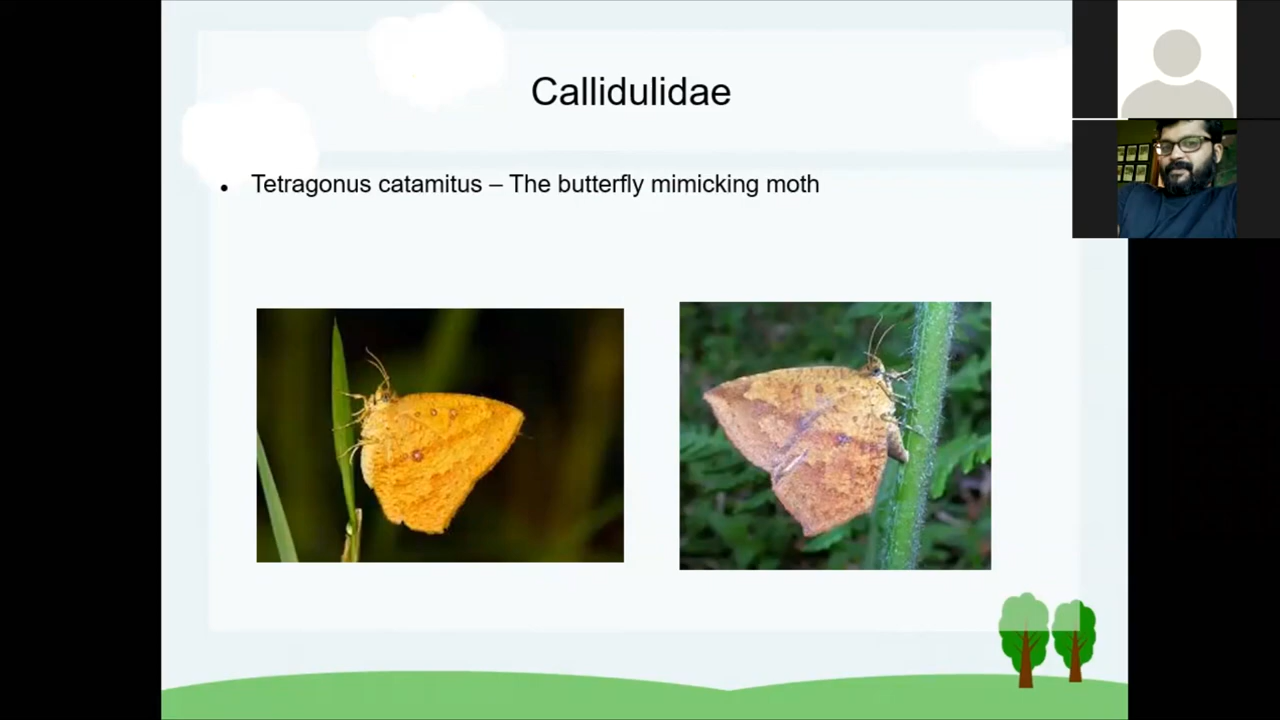 Callidulidae
• Tetragonus catamitus – The butterfly mimicking moth